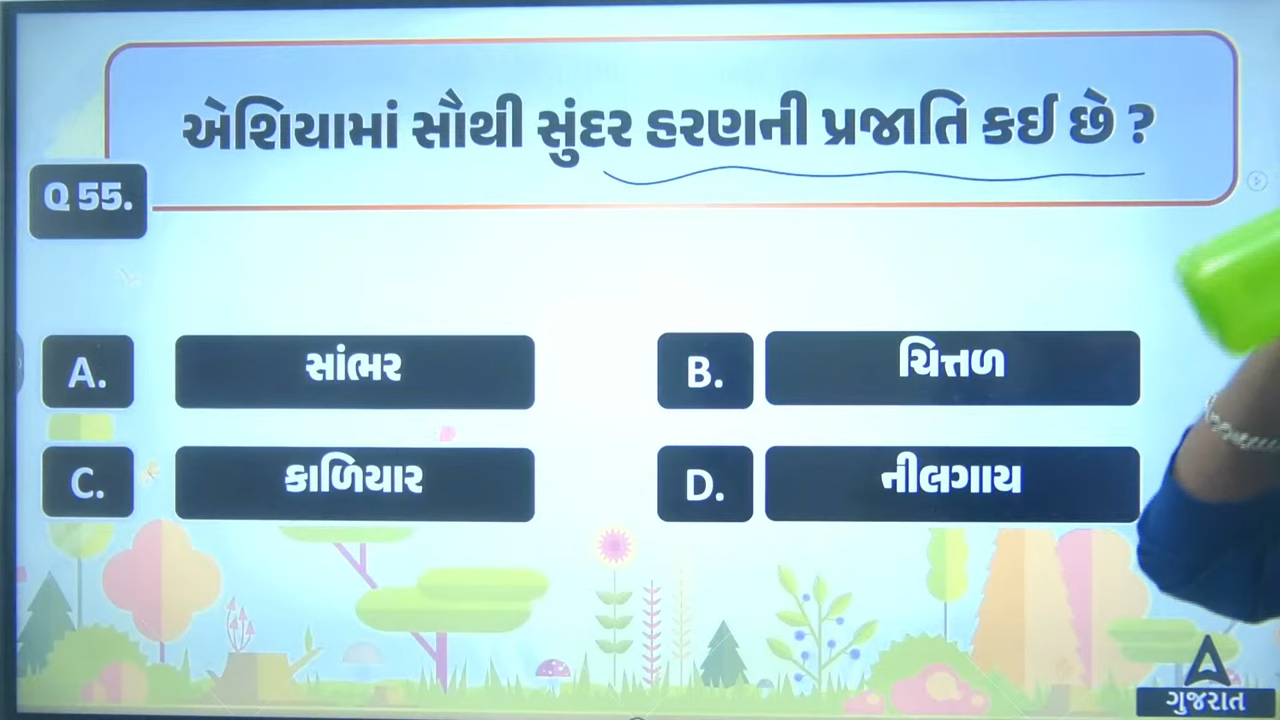 એશિયામાં સૌથી સુંદર હરણની પ્રજાતિ કઈ છે ?
Q 55.
A. સાંભર
B. ચિત્તળ
C. કાળિયાર
D. નીલગાય
ગુજરાત